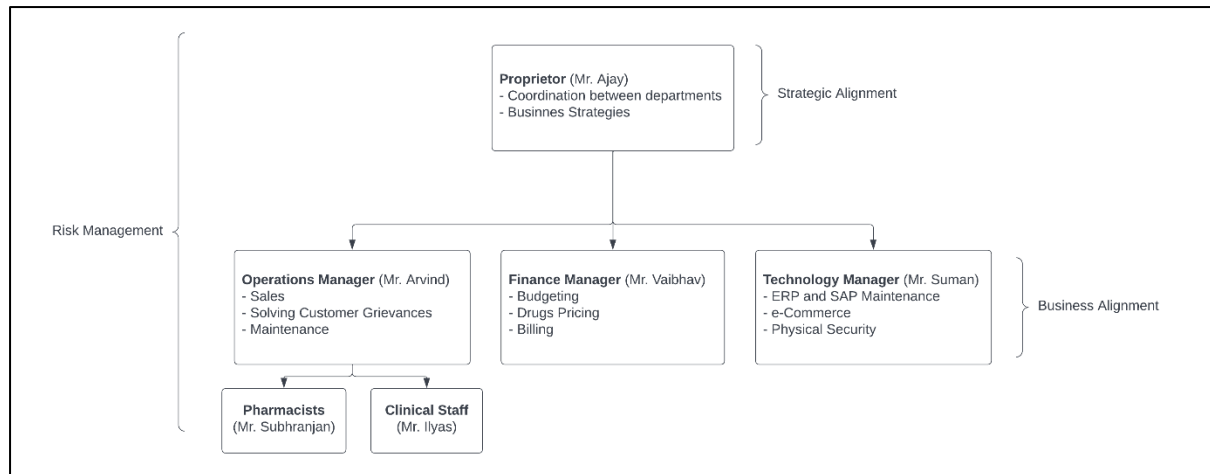 Proprietor (Mr. Ajay)
- Coordination between departments
- Businnes Strategies
Strategic Alignment
Risk Management
Operations Manager (Mr. Arvind)
- Sales
- Solving Customer Grievances
- Maintenance
Finance Manager (Mr. Vaibhav)
- Budgeting
- Drugs Pricing
- Billing
Technology Manager (Mr. Suman)
- ERP and SAP Maintenance
- e-Commerce
- Physical Security
Business Alignment
Pharmacists
(Mr. Subhranjan)
Clinical Staff
(Mr. Ilyas)